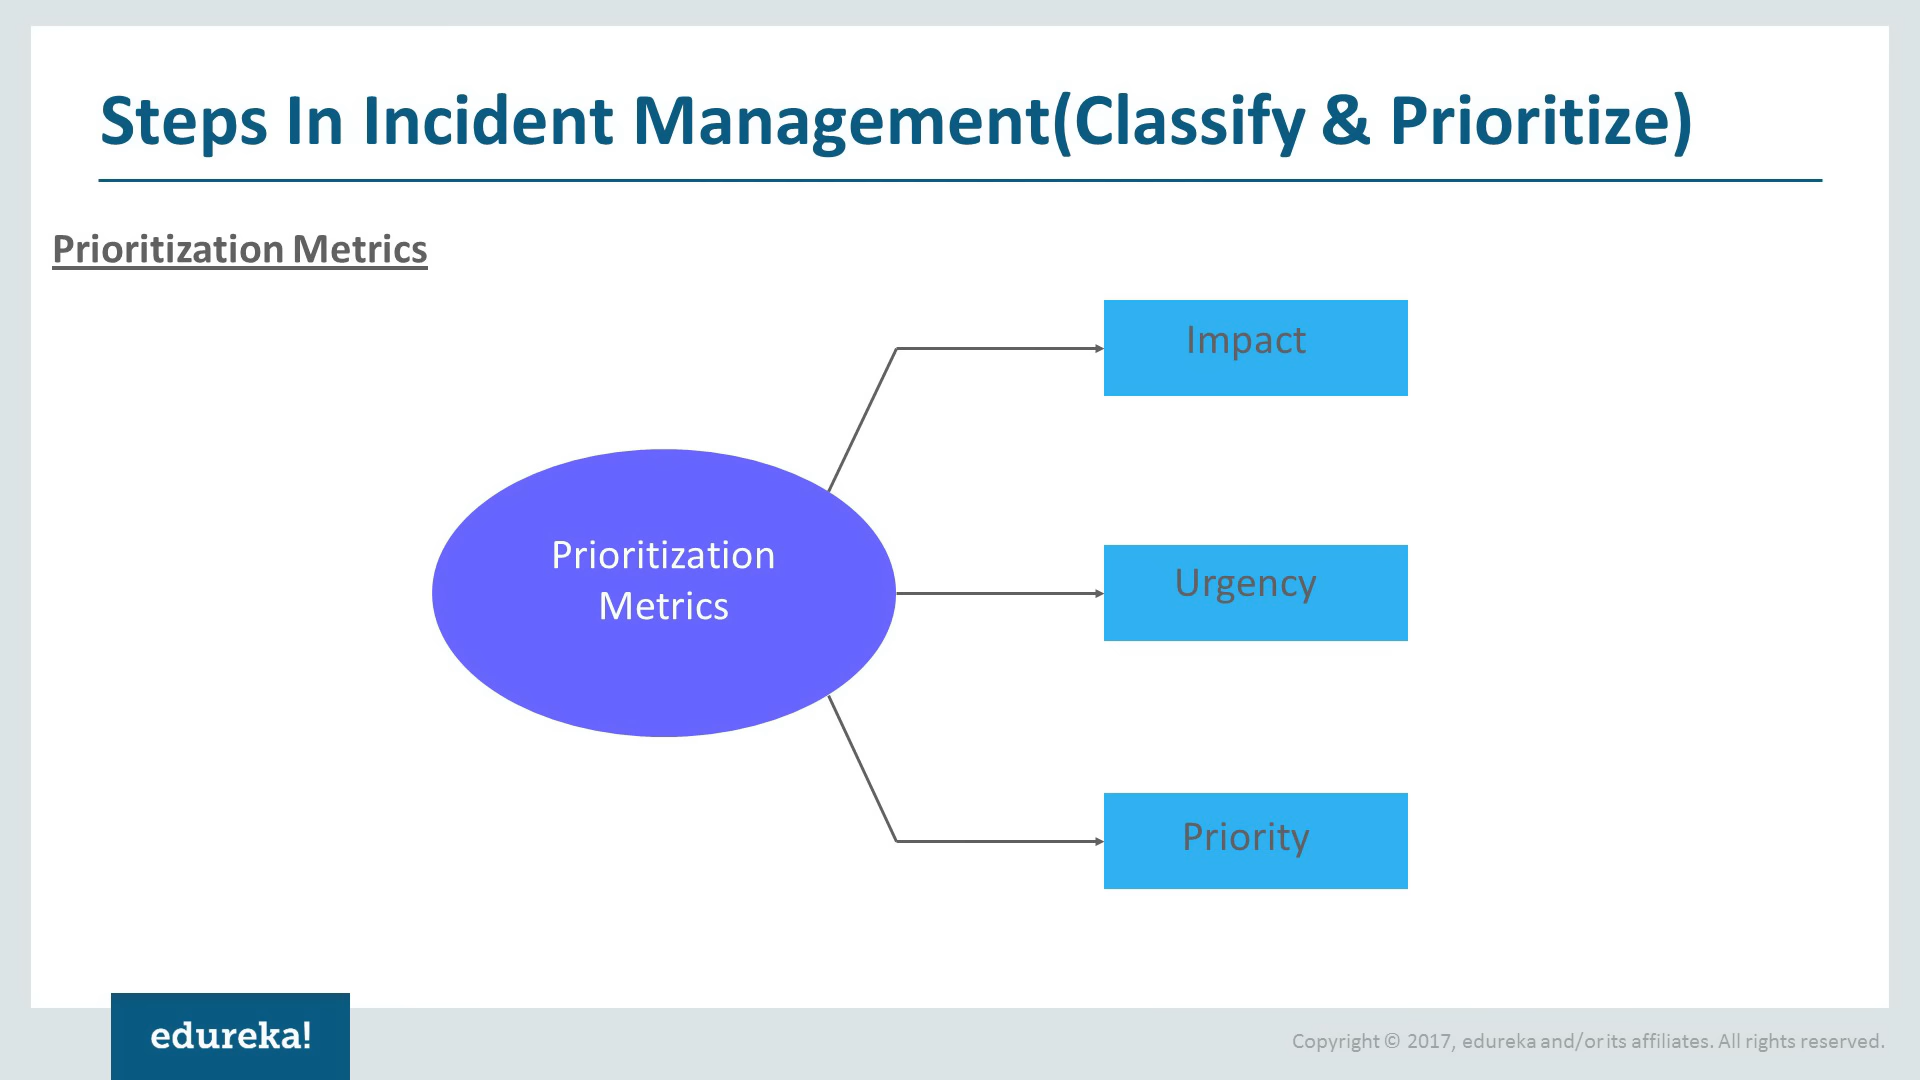 Steps In Incident Management(Classify & Prioritize)
Prioritization Metrics
Impact
Prioritization
Metrics
Urgency
Priority
edureka!
Copyright © 2017, edureka and/or its affiliates. All rights reserved.